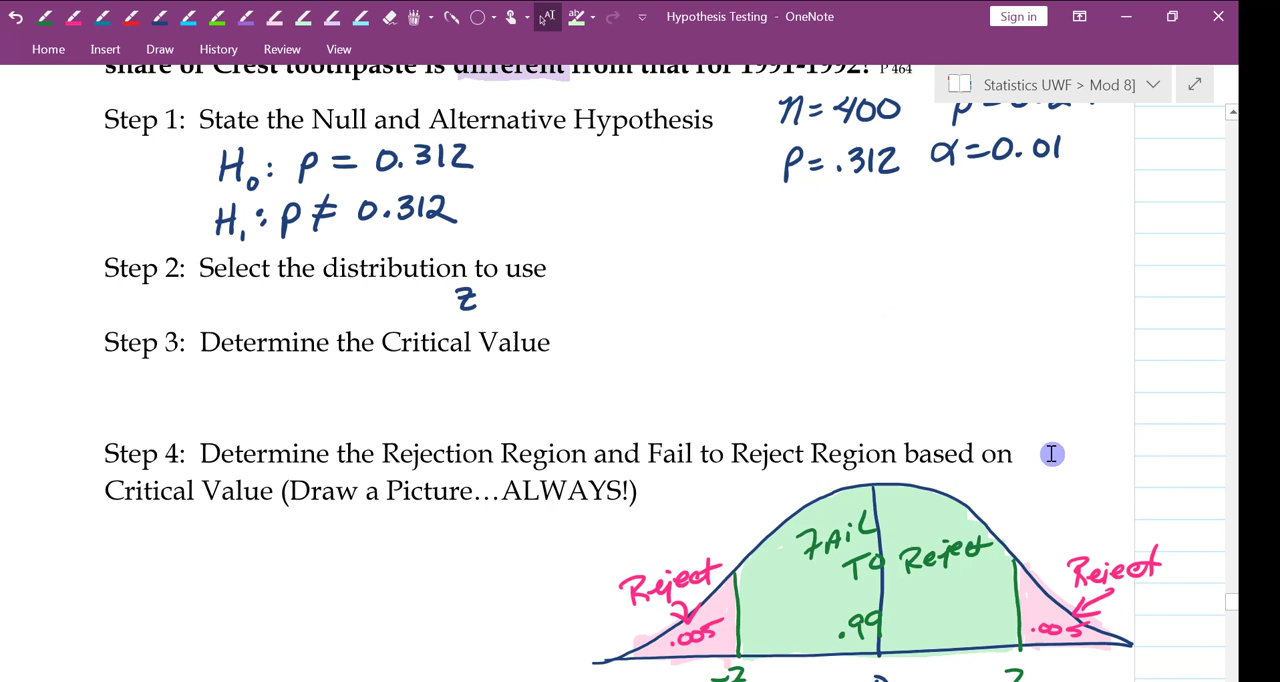 Hypothesis Testing - OneNote
Sign in
Home Insert Draw History Review View
share of Crest toothpaste is different from that for 1991-1992? P 464
Statistics UWF > Mod 8]
Step 1: State the Null and Alternative Hypothesis
n = 400
H₀: p = 0.312
p = .312 α = 0.01
H₁: p ≠ 0.312
Step 2: Select the distribution to use
z
Step 3: Determine the Critical Value
Step 4: Determine the Rejection Region and Fail to Reject Region based on
Critical Value (Draw a Picture…ALWAYS!)
FAiL
To Reject
Reject
Reject
.005
.99
.005